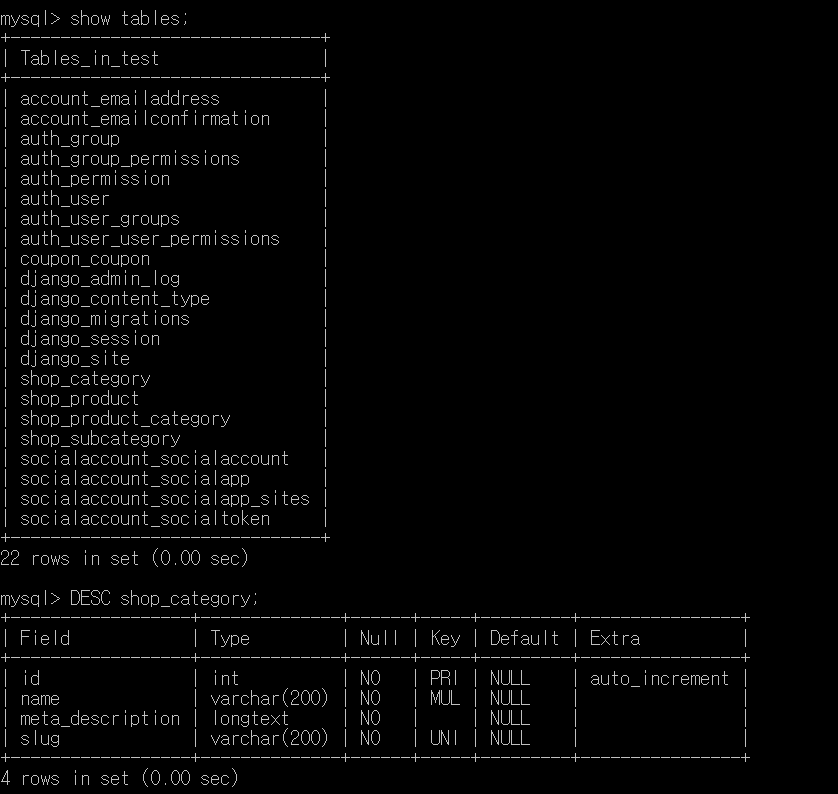 mysql> show tables;
+-------------------------------+
| Tables_in_test                |
+-------------------------------+
| account_emailaddress          |
| account_emailconfirmation     |
| auth_group                    |
| auth_group_permissions        |
| auth_permission               |
| auth_user                     |
| auth_user_groups              |
| auth_user_user_permissions    |
| coupon_coupon                 |
| django_admin_log              |
| django_content_type           |
| django_migrations             |
| django_session                |
| django_site                   |
| shop_category                 |
| shop_product                  |
| shop_product_category         |
| shop_subcategory              |
| socialaccount_socialaccount   |
| socialaccount_socialapp       |
| socialaccount_socialapp_sites |
| socialaccount_socialtoken     |
+-------------------------------+
22 rows in set (0.00 sec)

mysql> DESC shop_category;
+------------------+--------------+------+-----+---------+----------------+
| Field            | Type         | Null | Key | Default | Extra          |
+------------------+--------------+------+-----+---------+----------------+
| id               | int          | NO   | PRI | NULL    | auto_increment |
| name             | varchar(200) | NO   | MUL | NULL    |                |
| meta_description | longtext     | NO   |     | NULL    |                |
| slug             | varchar(200) | NO   | UNI | NULL    |                |
+------------------+--------------+------+-----+---------+----------------+
4 rows in set (0.00 sec)